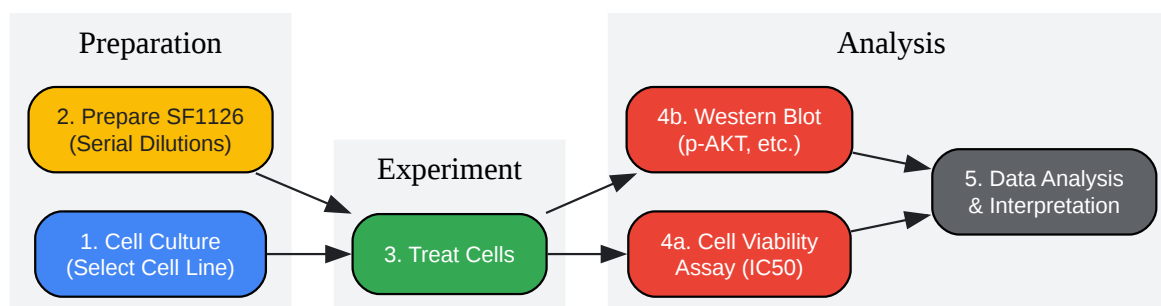 Preparation
2. Prepare SF1126
(Serial Dilutions)
1. Cell Culture
(Select Cell Line)
Experiment
3. Treat Cells
Analysis
4b. Western Blot
(p-AKT, etc.)
4a. Cell Viability
Assay (IC50)
5. Data Analysis
& Interpretation